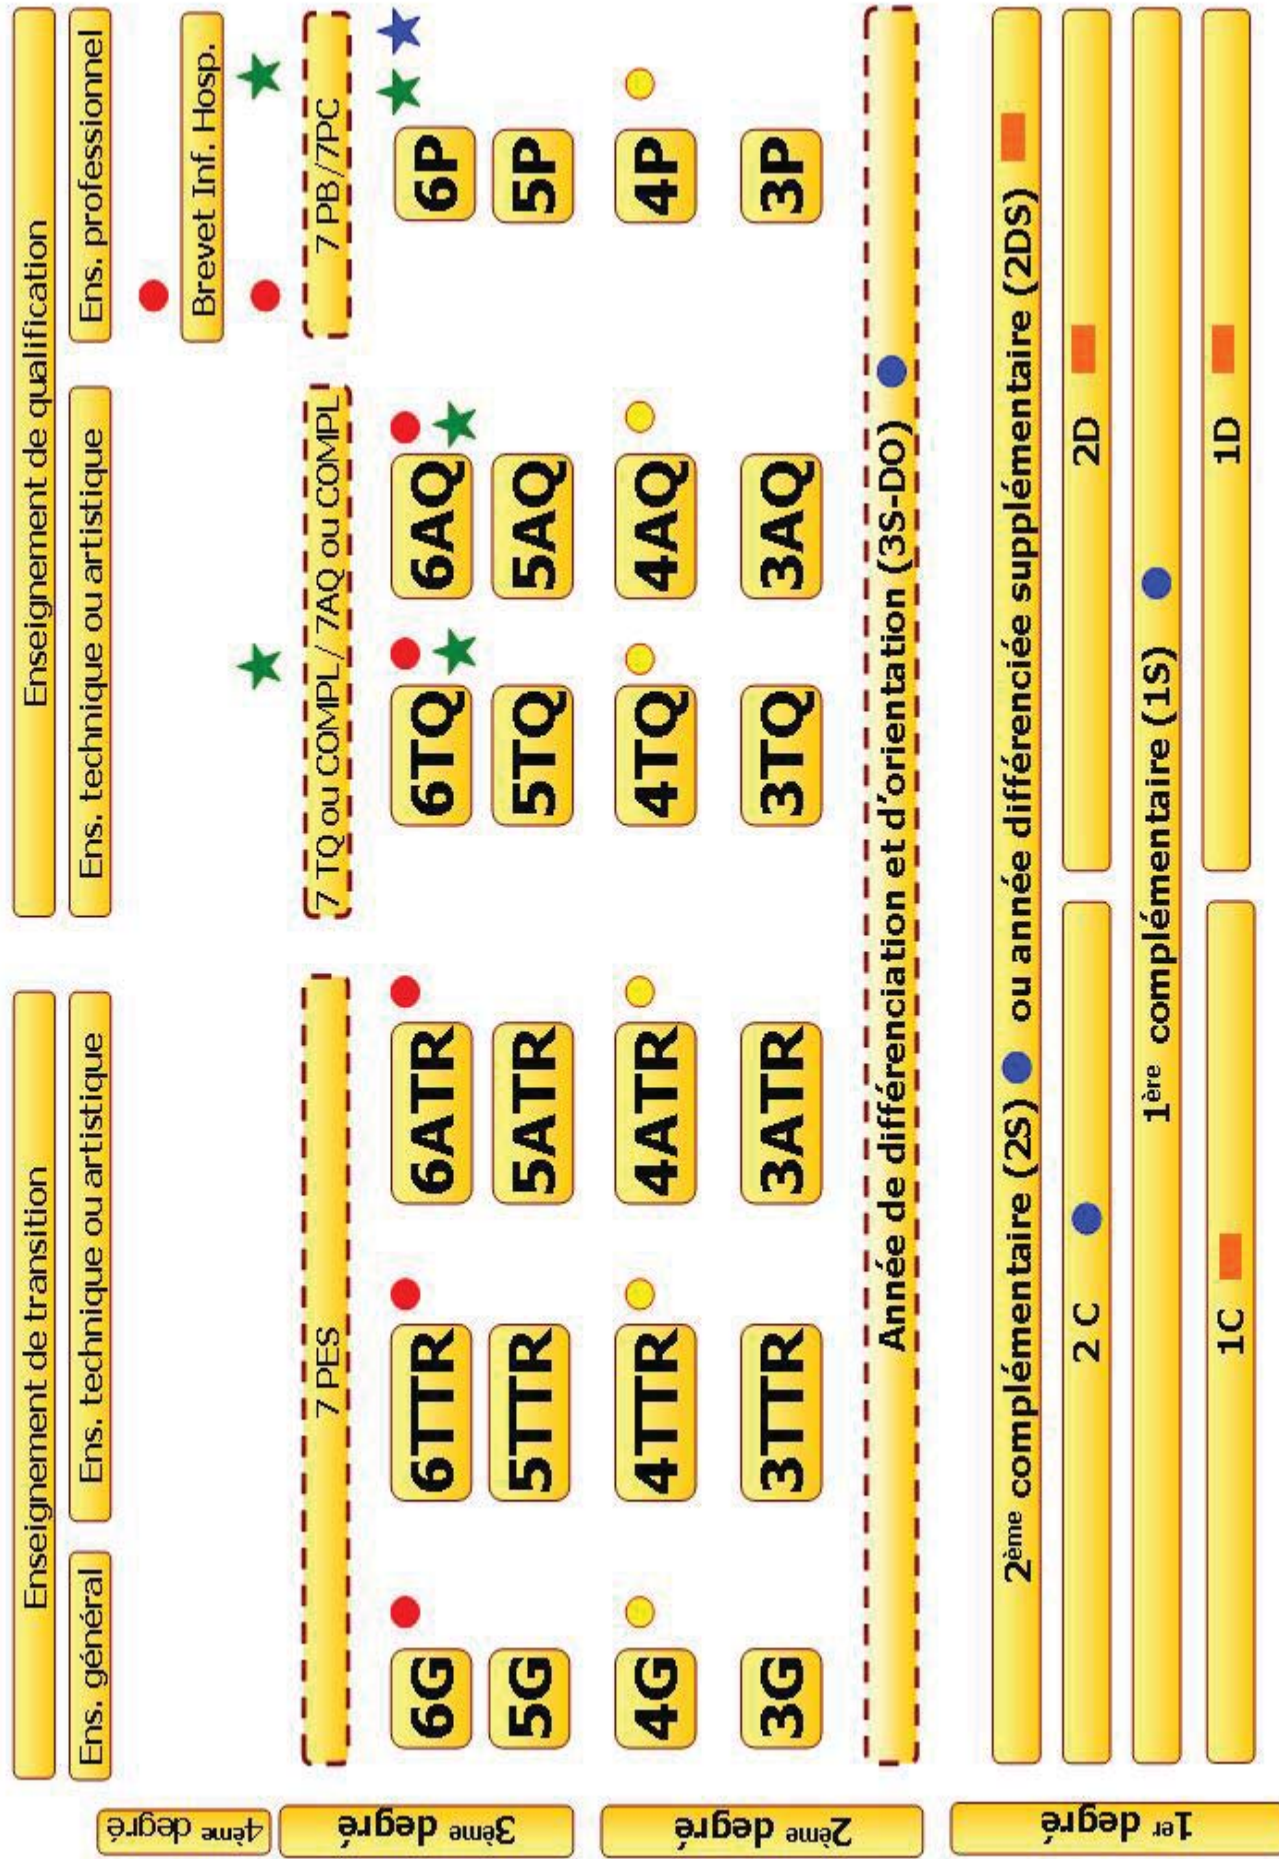 Enseignement de transition
Enseignement de qualification
Ens. général
Ens. technique ou artistique
Ens. technique ou artistique
Ens. professionnel
4ème degré
Brevet Inf. Hosp.
3ème degré
7 PES
7 TQ ou COMPL / 7AQ ou COMPL
7 PB/7PC
6G
6TTR
6ATR
6TQ
6AQ
6P
5G
5TTR
5ATR
5TQ
5AQ
5P
2ème degré
4G
4TTR
4ATR
4TQ
4AQ
4P
3G
3TTR
3ATR
3TQ
3AQ
3P
Année de différenciation et d'orientation (3S-DO)
1er degré
2ème complémentaire (2S) ou année différenciée supplémentaire (2DS)
2 C
2D
1ère complémentaire (1S)
1C
1D